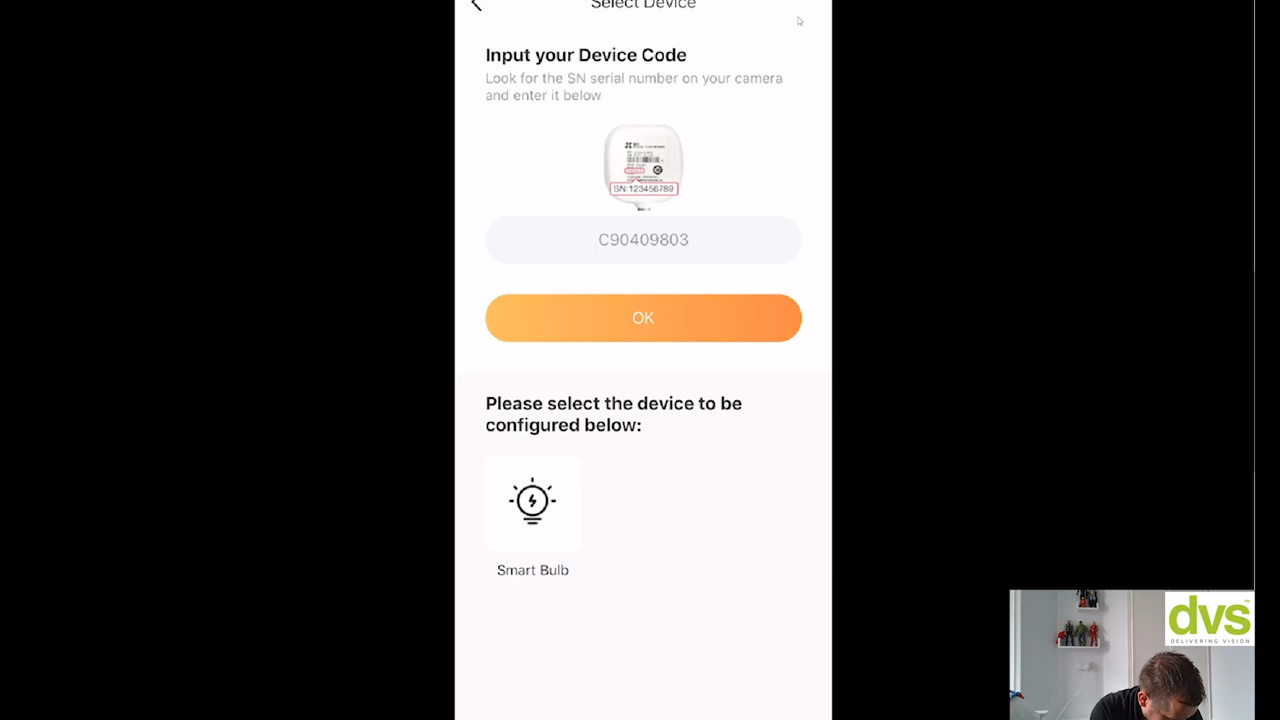 Select Device
Input your Device Code
Look for the SN serial number on your camera
and enter it below
SN:123456789
C90409803
OK
Please select the device to be
configured below:
Smart Bulb
dvs
DELIVERING VISION